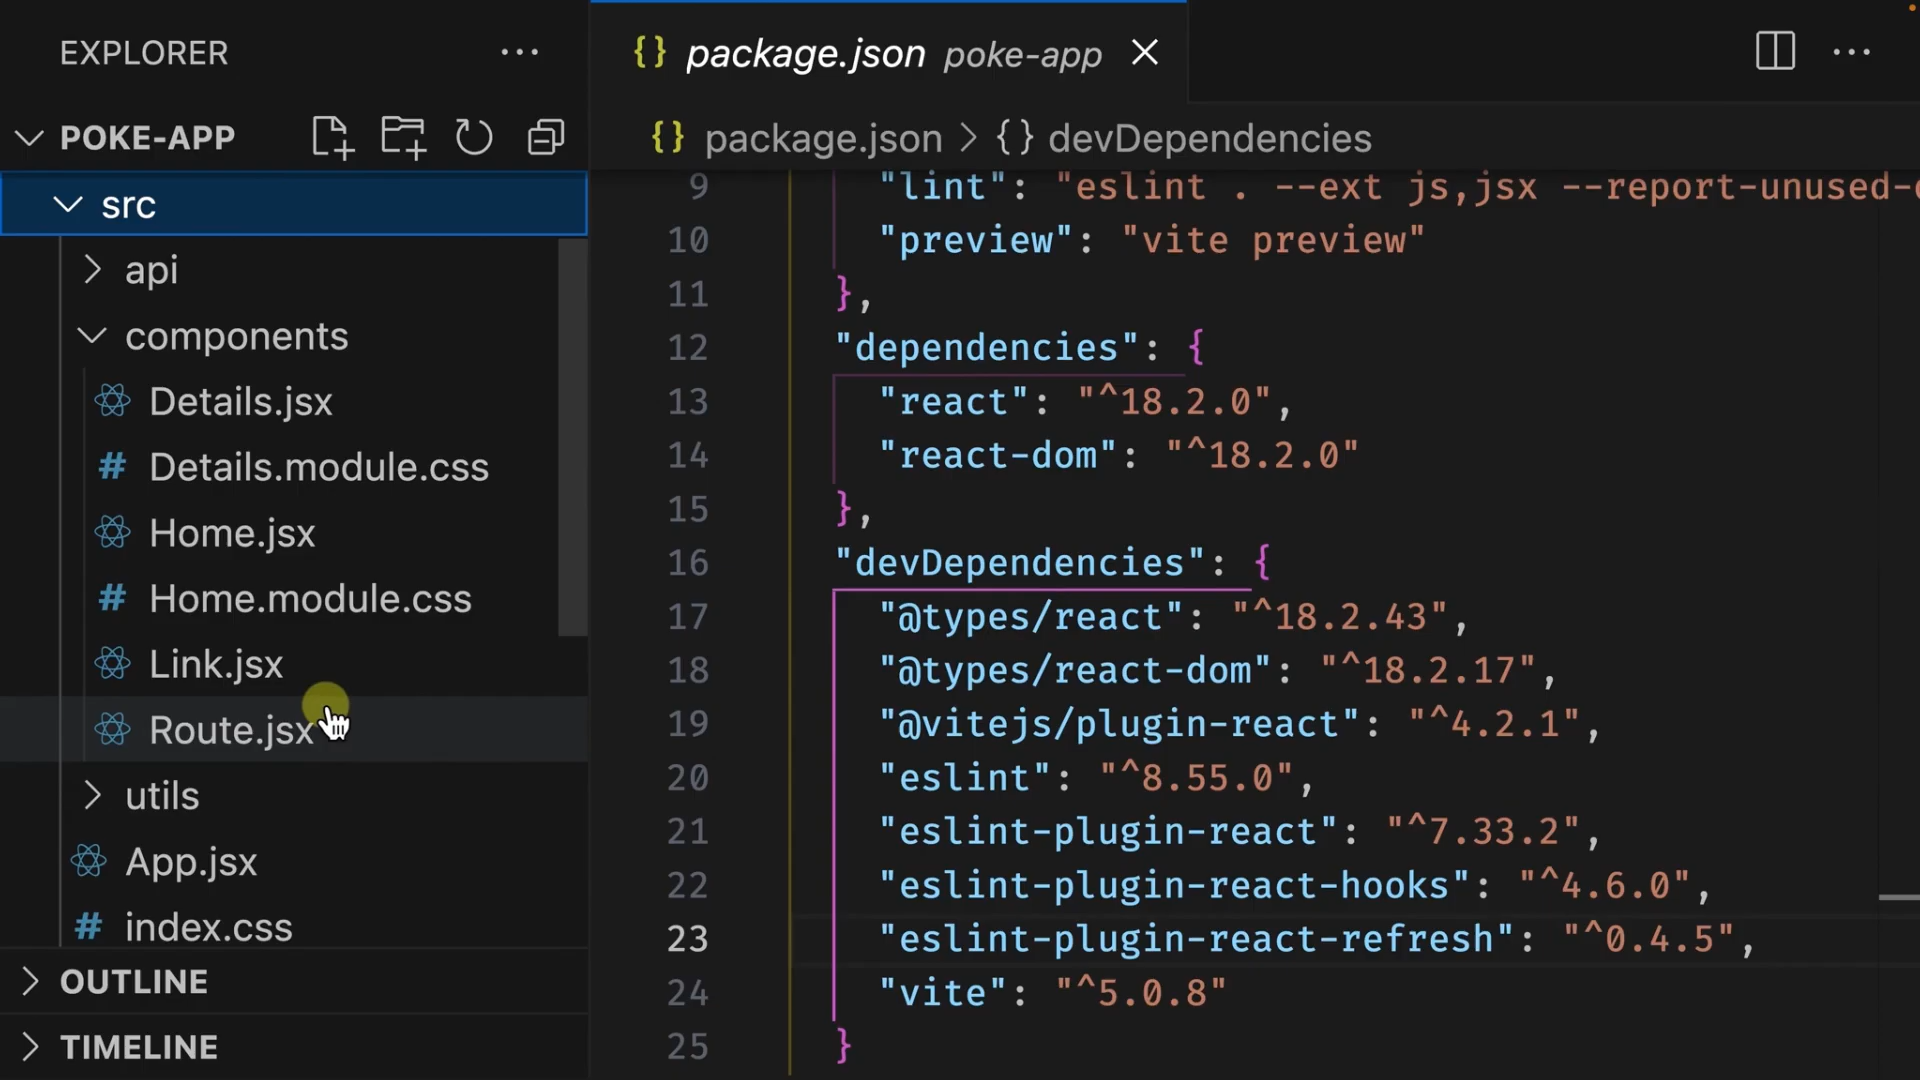 EXPLORER
POKE-APP
src
api
components
Details.jsx
# Details.module.css
Home.jsx
# Home.module.css
Link.jsx
Route.jsx
utils
App.jsx
# index.css
OUTLINE
TIMELINE
{} package.json poke-app
{} package.json > {} devDependencies
9 "lint": "eslint . --ext js,jsx --report-unused-
10 "preview": "vite preview"
11 },
12 "dependencies": {
13 "react": "^18.2.0",
14 "react-dom": "^18.2.0"
15 },
16 "devDependencies": {
17 "@types/react": "^18.2.43",
18 "@types/react-dom": "^18.2.17",
19 "@vitejs/plugin-react": "^4.2.1",
20 "eslint": "^8.55.0",
21 "eslint-plugin-react": "^7.33.2",
22 "eslint-plugin-react-hooks": "^4.6.0",
23 "eslint-plugin-react-refresh": "^0.4.5",
24 "vite": "^5.0.8"
25 }